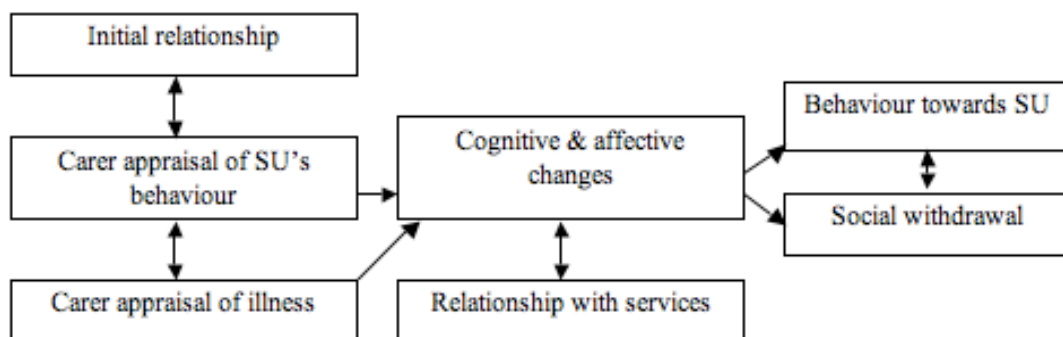 Initial relationship
Carer appraisal of SU's
behaviour
Carer appraisal of illness
Cognitive & affective
changes
Relationship with services
Behaviour towards SU
Social withdrawal